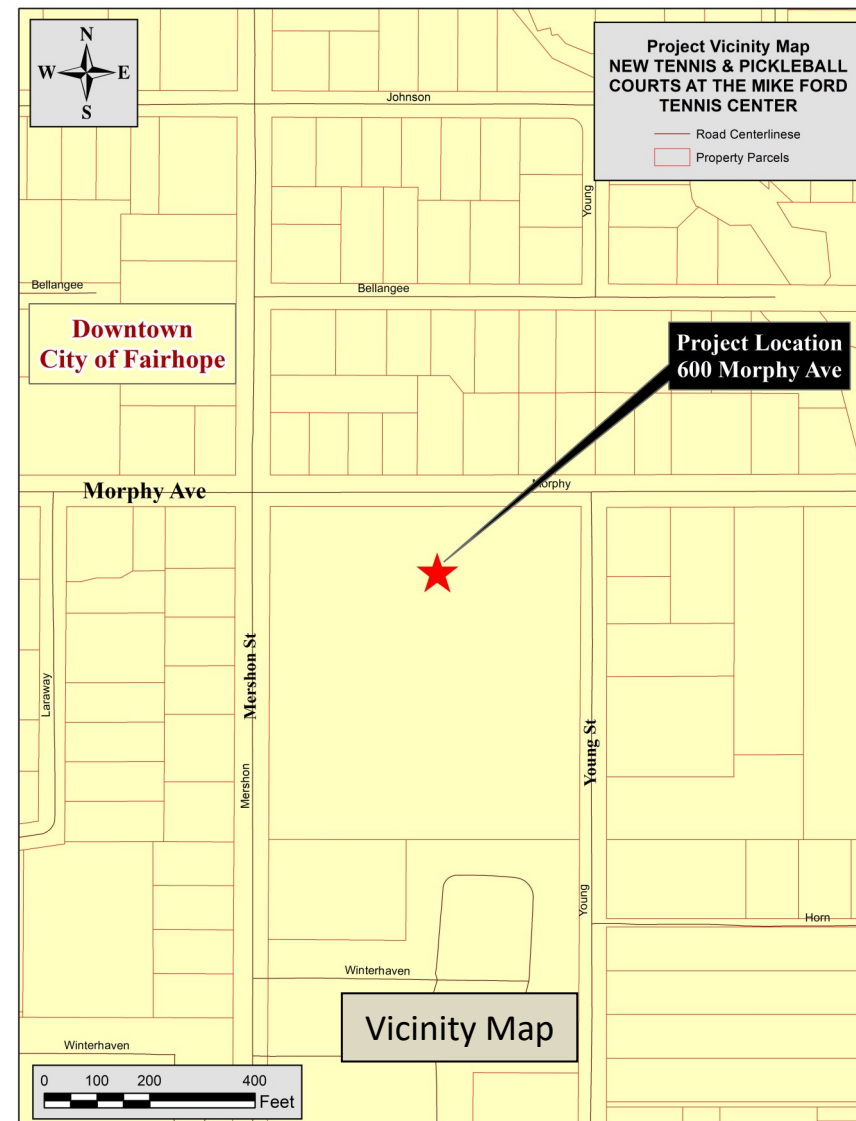 N
W E
S
Project Vicinity Map
NEW TENNIS & PICKLEBALL
COURTS AT THE MIKE FORD
TENNIS CENTER
Road Centerlinese
Property Parcels
Johnson
Young
Bellangee
Bellangee
Downtown
City of Fairhope
Project Location
600 Morphy Ave
Morphy Ave
Morphy
Laraway
Mershon St
Mershon
Young St
Young
Horn
Winterhaven
Vicinity Map
Winterhaven
0 100 200 400
Feet